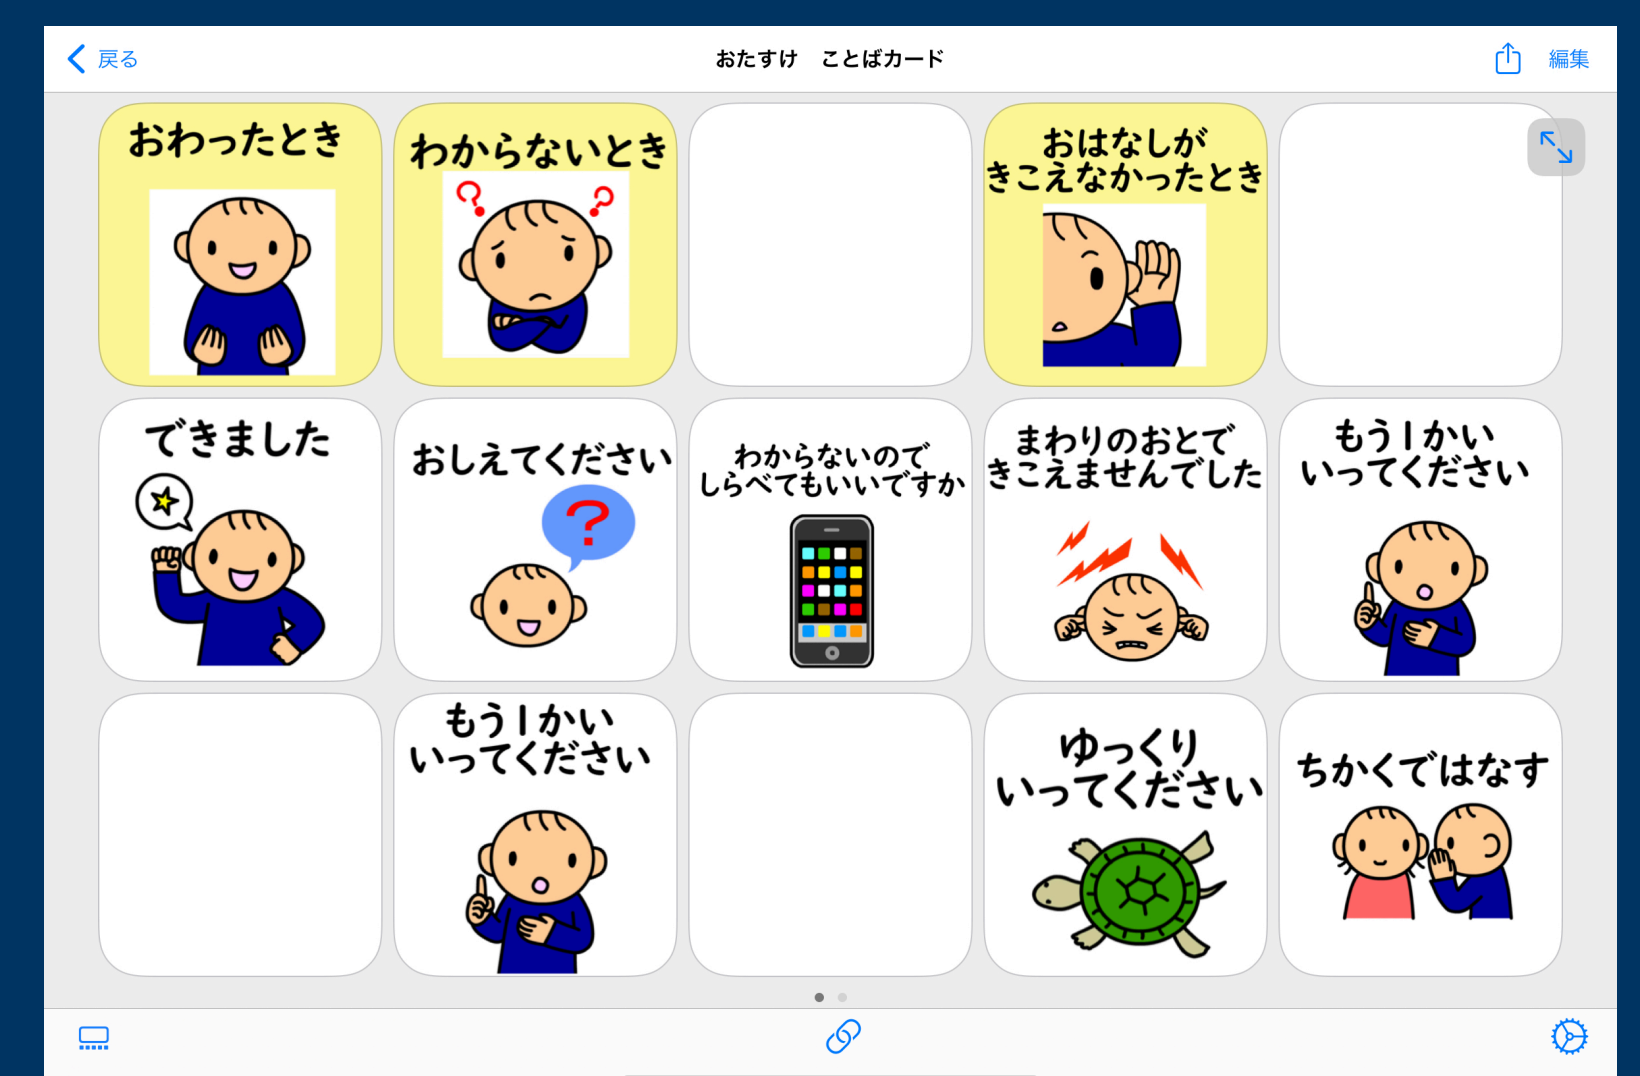 戻る
おたすけ　ことばカード
編集
おわったとき
わからないとき
おはなしが
きこえなかったとき
できました
おしえてください
わからないので
しらべてもいいですか
まわりのおとで
きこえませんでした
もう1かい
いってください
もう1かい
いってください
ゆっくり
いってください
ちかくではなす